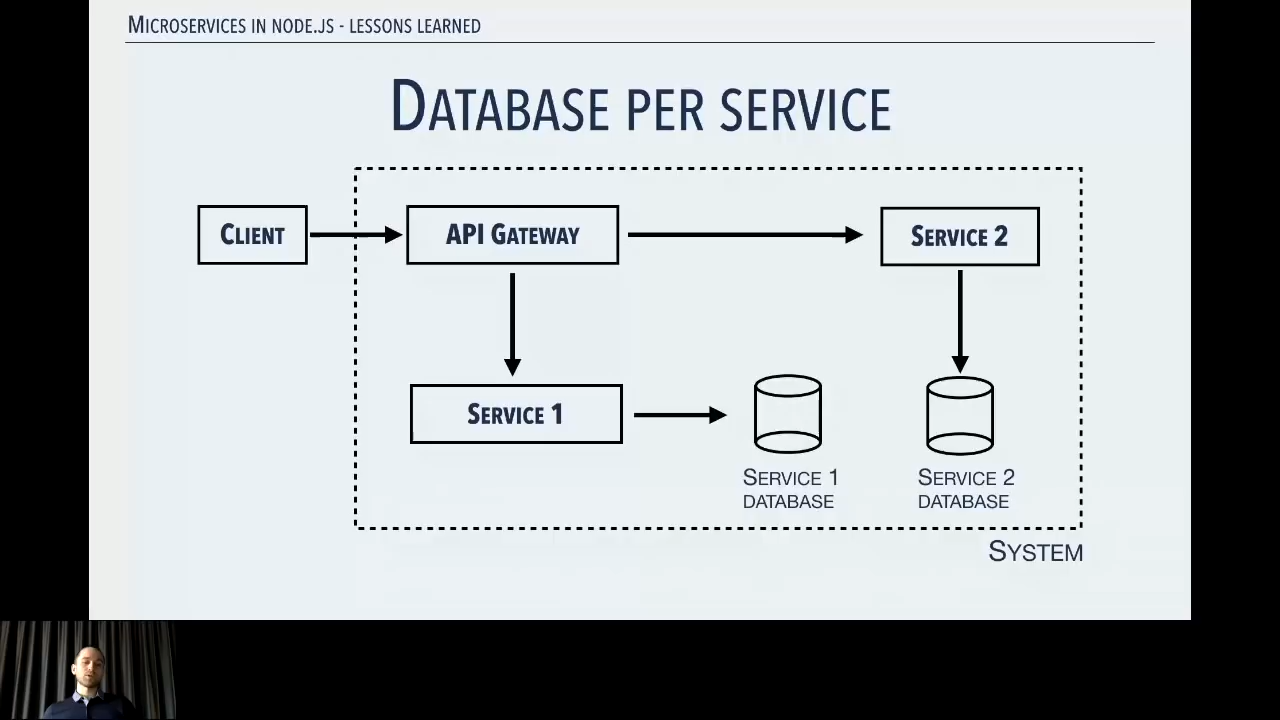 MICROSERVICES IN NODE.JS - LESSONS LEARNED
DATABASE PER SERVICE
CLIENT
API GATEWAY
SERVICE 2
SERVICE 1
SERVICE 1
DATABASE
SERVICE 2
DATABASE
SYSTEM